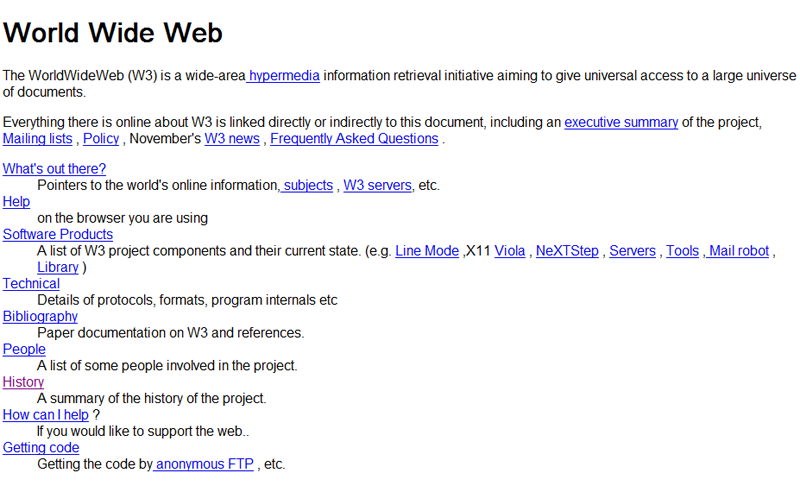 World Wide Web
The WorldWideWeb (W3) is a wide-area hypermedia information retrieval initiative aiming to give universal access to a large universe
of documents.
Everything there is online about W3 is linked directly or indirectly to this document, including an executive summary of the project,
Mailing lists , Policy , November's W3 news , Frequently Asked Questions .
What's out there?
Pointers to the world's online information, subjects , W3 servers, etc.
Help
on the browser you are using
Software Products
A list of W3 project components and their current state. (e.g. Line Mode ,X11 Viola , NeXTStep , Servers , Tools , Mail robot ,
Library )
Technical
Details of protocols, formats, program internals etc
Bibliography
Paper documentation on W3 and references.
People
A list of some people involved in the project.
History
A summary of the history of the project.
How can I help ?
If you would like to support the web..
Getting code
Getting the code by anonymous FTP , etc.